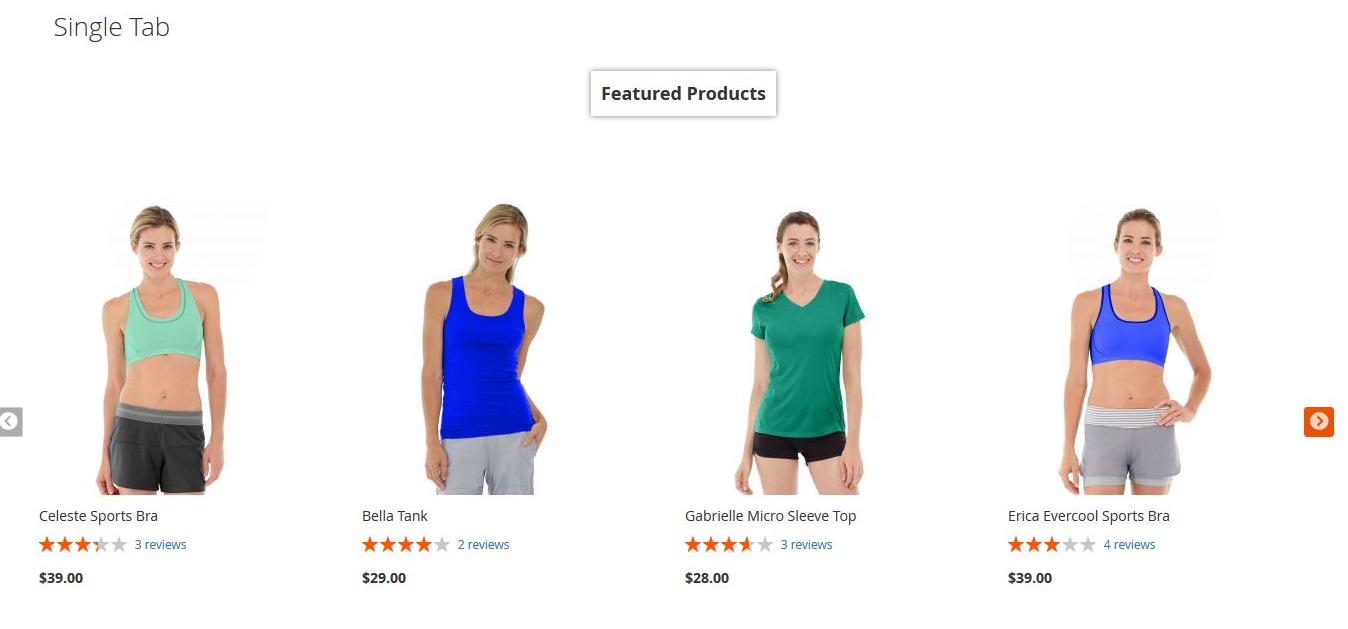 Single Tab
Featured Products
Celeste Sports Bra
3 reviews
$39.00
Bella Tank
2 reviews
$29.00
Gabrielle Micro Sleeve Top
3 reviews
$28.00
Erica Evercool Sports Bra
4 reviews
$39.00